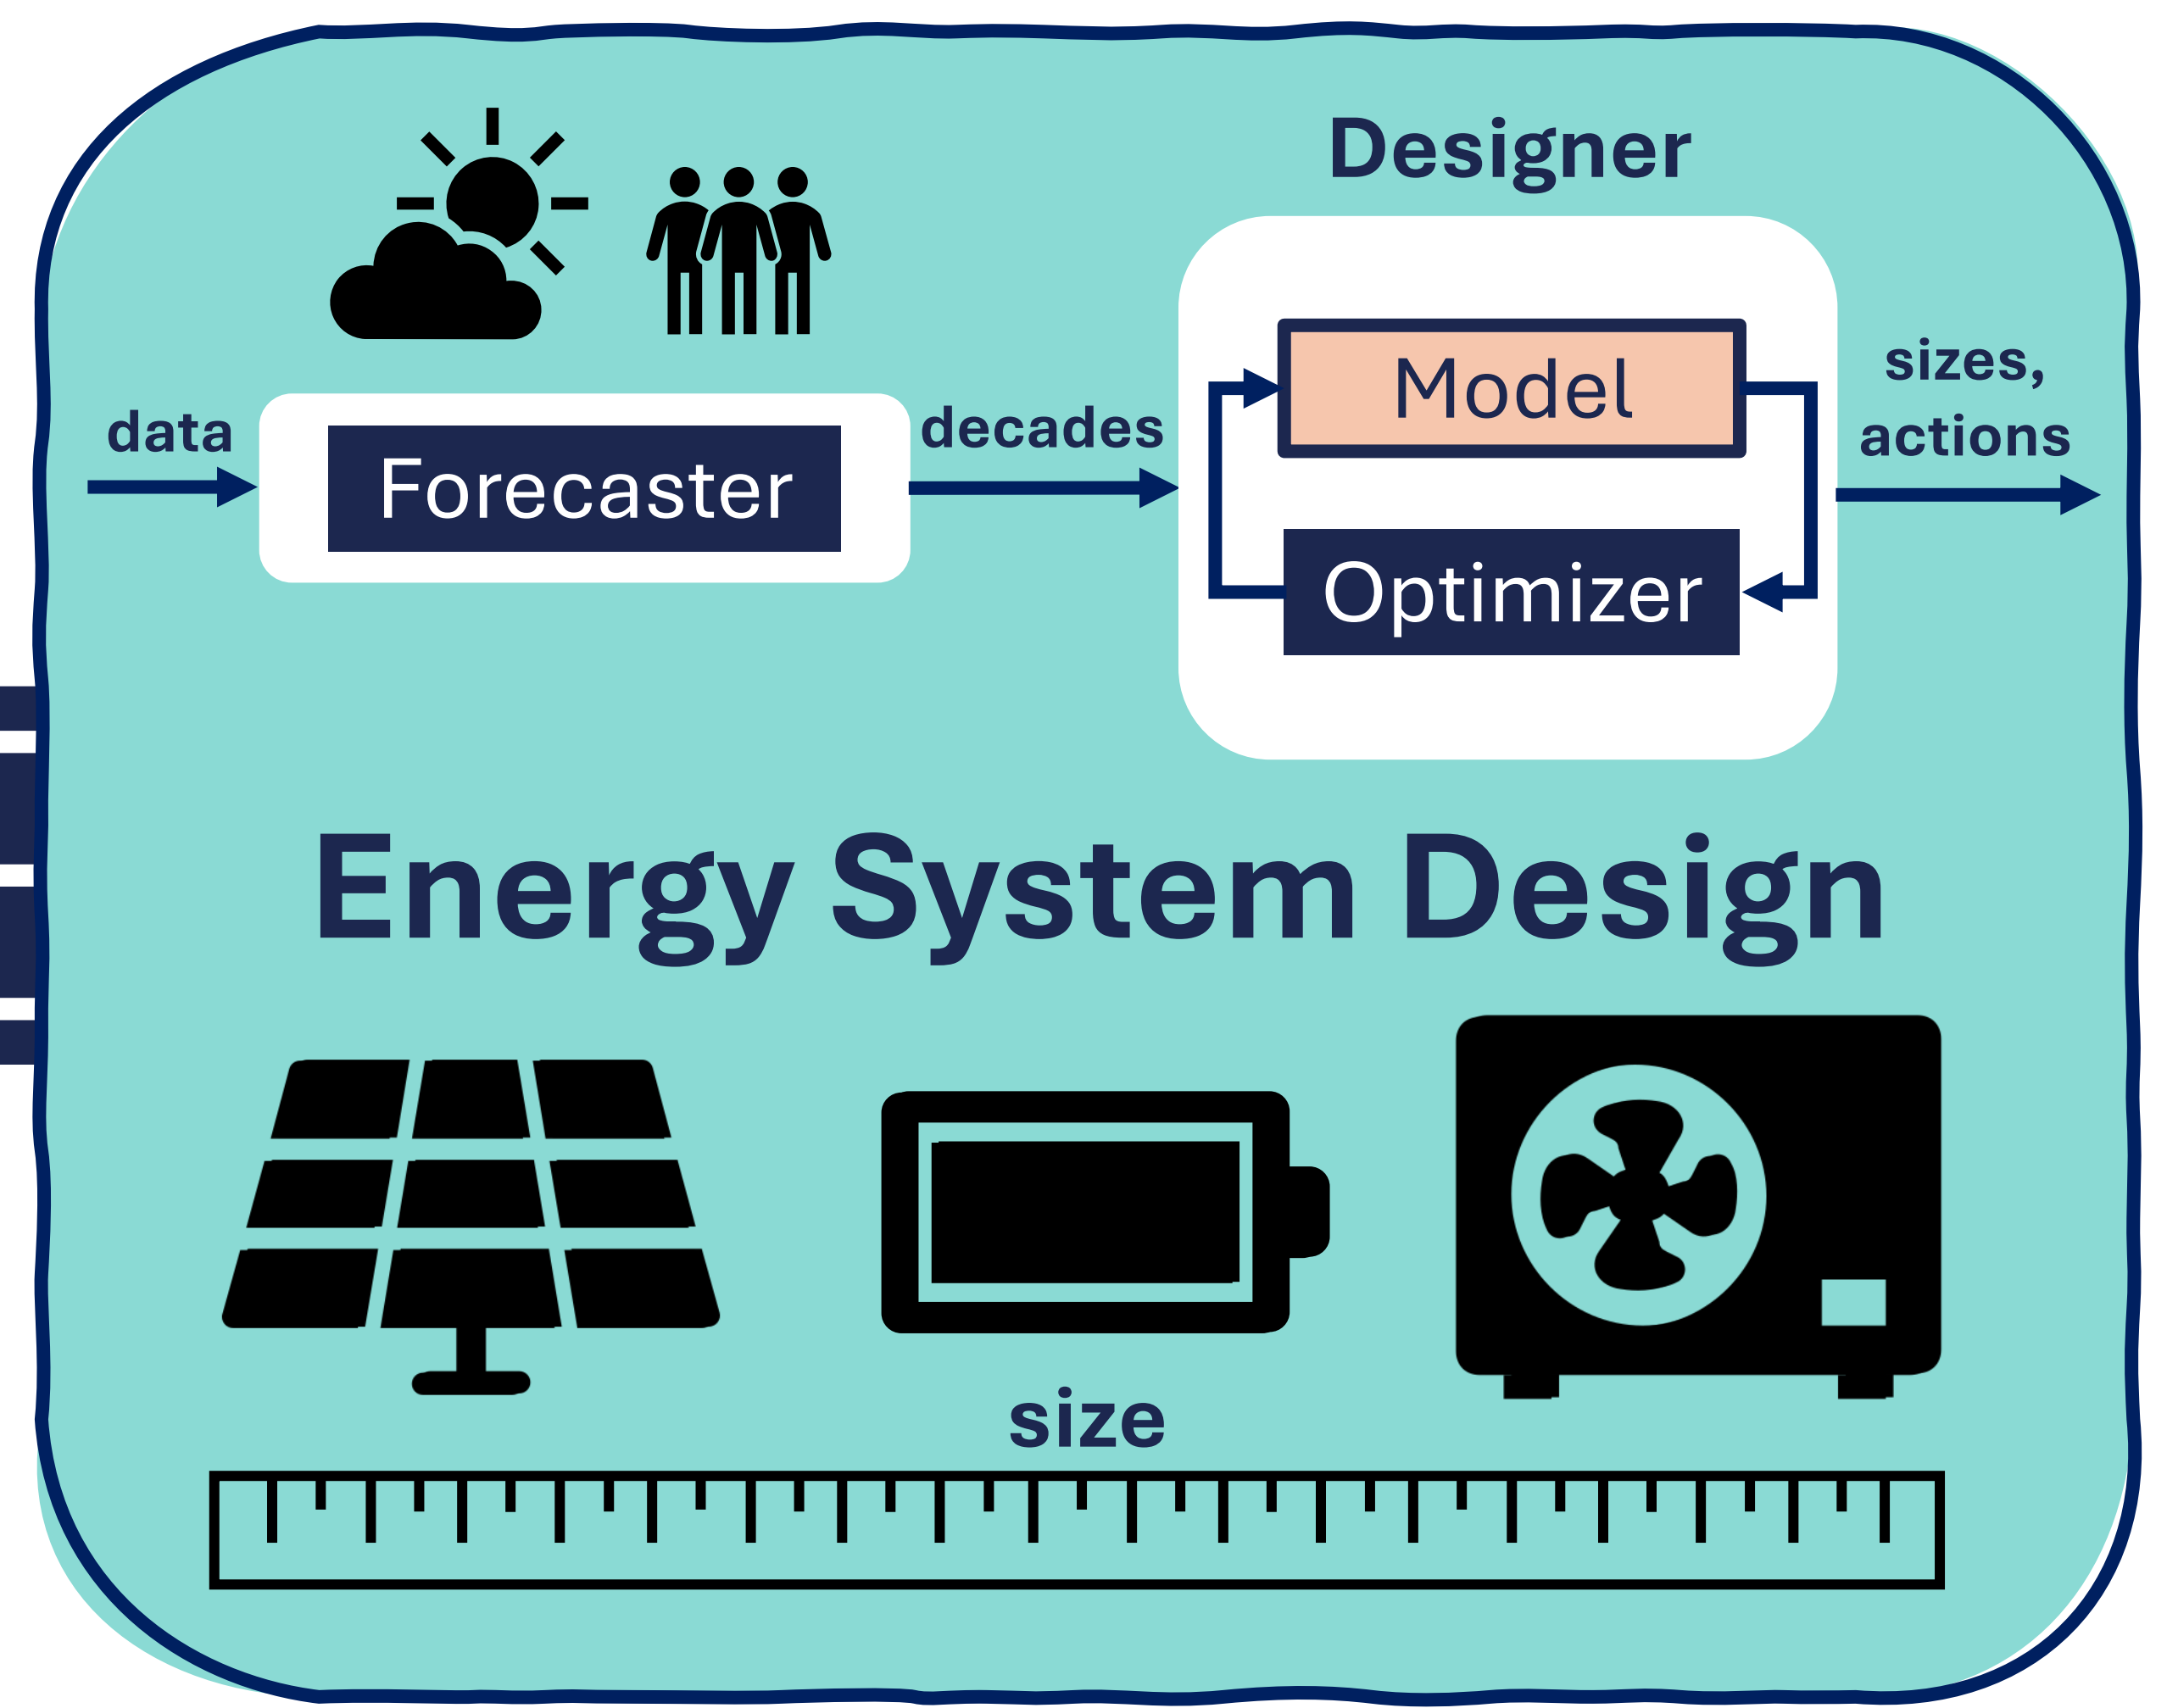 Designer
data
Forecaster
decades
Model
Optimizer
sizes,
actions
Energy System Design
size